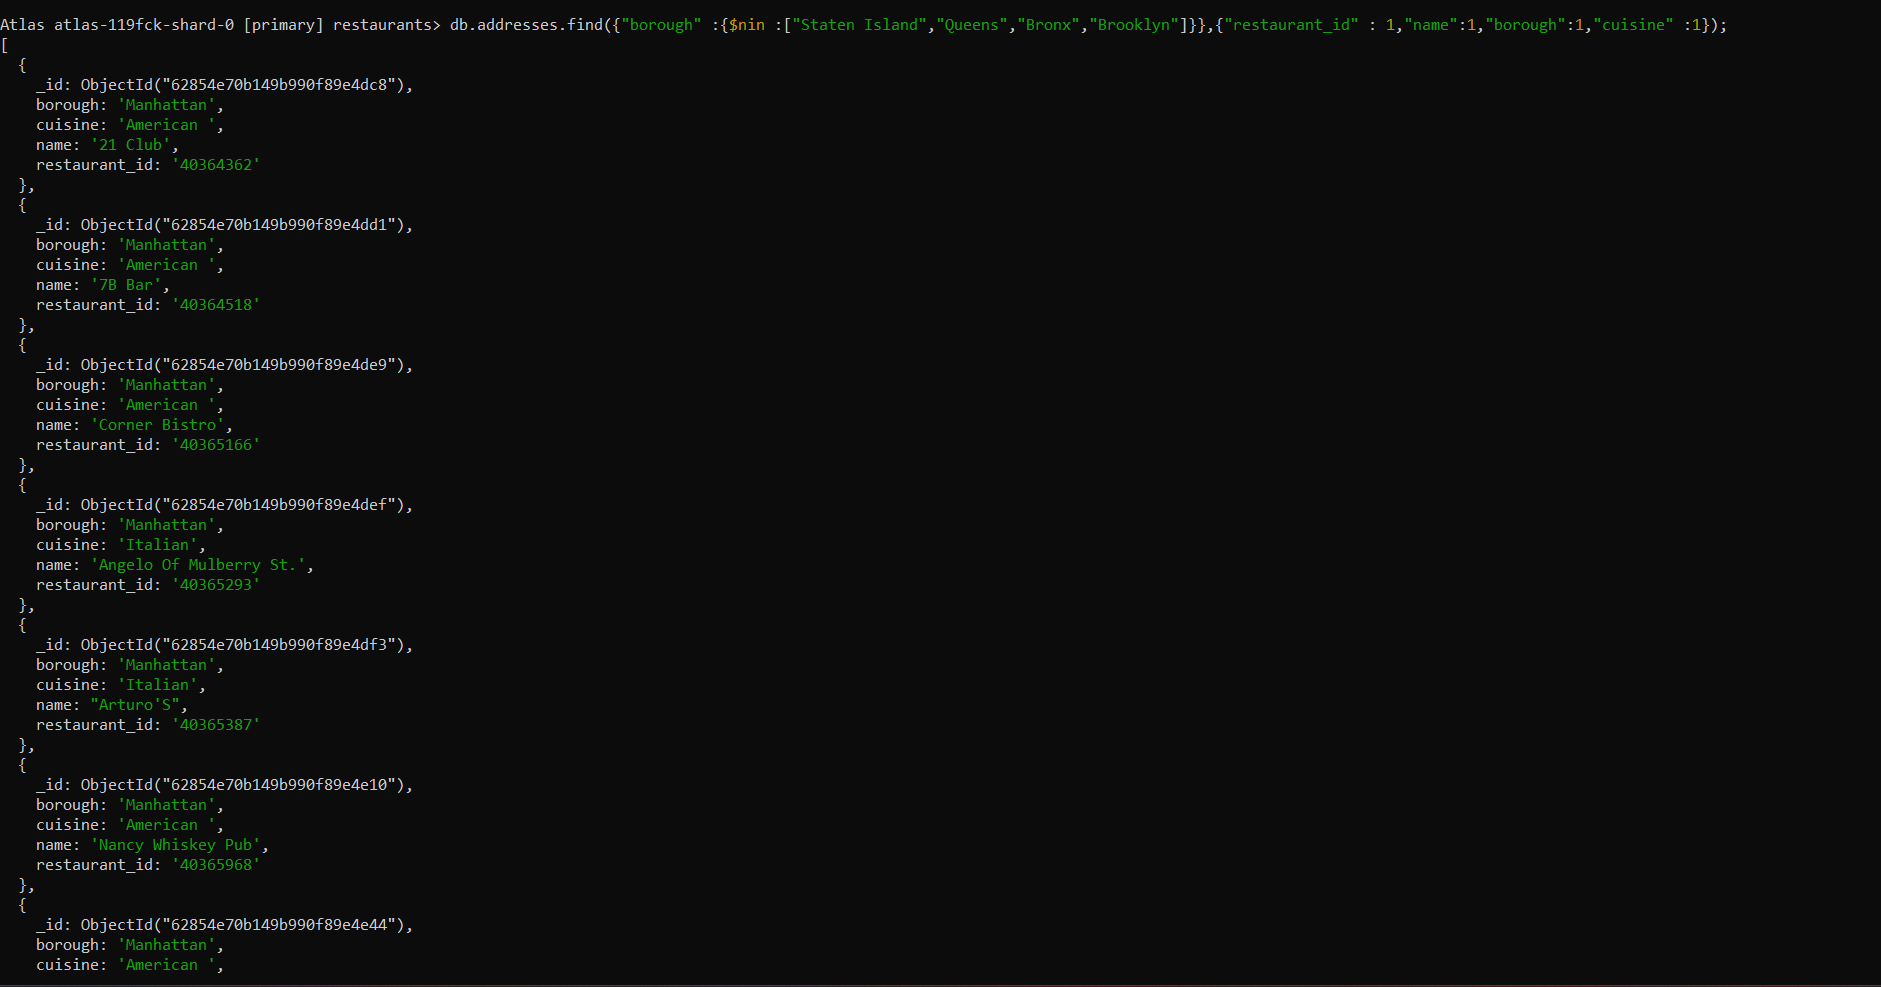 Atlas atlas-119fck-shard-0 [primary] restaurants> db.addresses.find({"borough" :{$nin :["Staten Island","Queens","Bronx","Brooklyn"]}},{"restaurant_id" : 1,"name":1,"borough":1,"cuisine" :1});
[
  {
    _id: ObjectId("62854e70b149b990f89e4dc8"),
    borough: 'Manhattan',
    cuisine: 'American ',
    name: '21 Club',
    restaurant_id: '40364362'
  },
  {
    _id: ObjectId("62854e70b149b990f89e4dd1"),
    borough: 'Manhattan',
    cuisine: 'American ',
    name: '7B Bar',
    restaurant_id: '40364518'
  },
  {
    _id: ObjectId("62854e70b149b990f89e4de9"),
    borough: 'Manhattan',
    cuisine: 'American ',
    name: 'Corner Bistro',
    restaurant_id: '40365166'
  },
  {
    _id: ObjectId("62854e70b149b990f89e4def"),
    borough: 'Manhattan',
    cuisine: 'Italian',
    name: 'Angelo Of Mulberry St.',
    restaurant_id: '40365293'
  },
  {
    _id: ObjectId("62854e70b149b990f89e4df3"),
    borough: 'Manhattan',
    cuisine: 'Italian',
    name: "Arturo'S",
    restaurant_id: '40365387'
  },
  {
    _id: ObjectId("62854e70b149b990f89e4e10"),
    borough: 'Manhattan',
    cuisine: 'American ',
    name: 'Nancy Whiskey Pub',
    restaurant_id: '40365968'
  },
  {
    _id: ObjectId("62854e70b149b990f89e4e44"),
    borough: 'Manhattan',
    cuisine: 'American ',